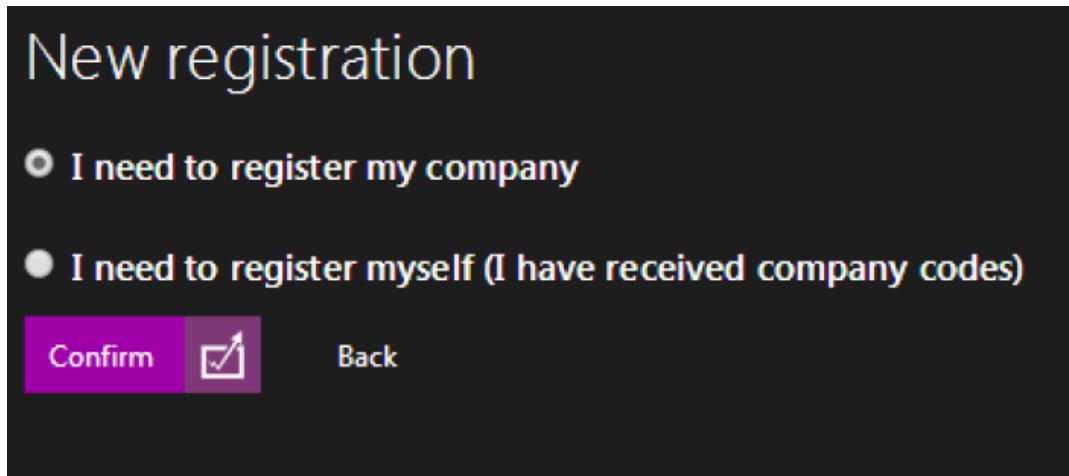 New registration
I need to register my company
I need to register myself (I have received company codes)
Confirm Back